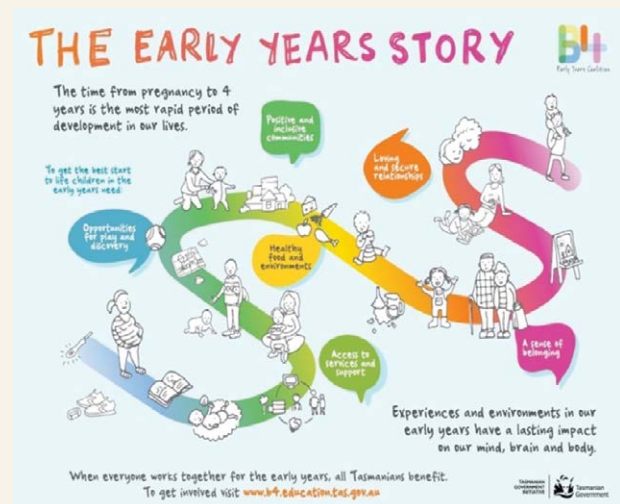 THE EARLY YEARS STORY
B4
Early Years Coalition
The time from pregnancy to 4
years is the most rapid period of
development in our lives.
To get the best start
to life children in the
early years need:
Positive and
inclusive
communities
Loving
and secure
relationships
Opportunities
for play and
discovery
Healthy
food and
environments
Access to
services and
support
A sense of
belonging
Experiences and environments in our
early years have a lasting impact
on our mind, brain and body.
When everyone works together for the early years, all Tasmanians benefit.
To get involved visit www.b4.education.tas.gov.au
TASMANIAN
GOVERNMENT
INITIATIVE
Tasmanian
Government